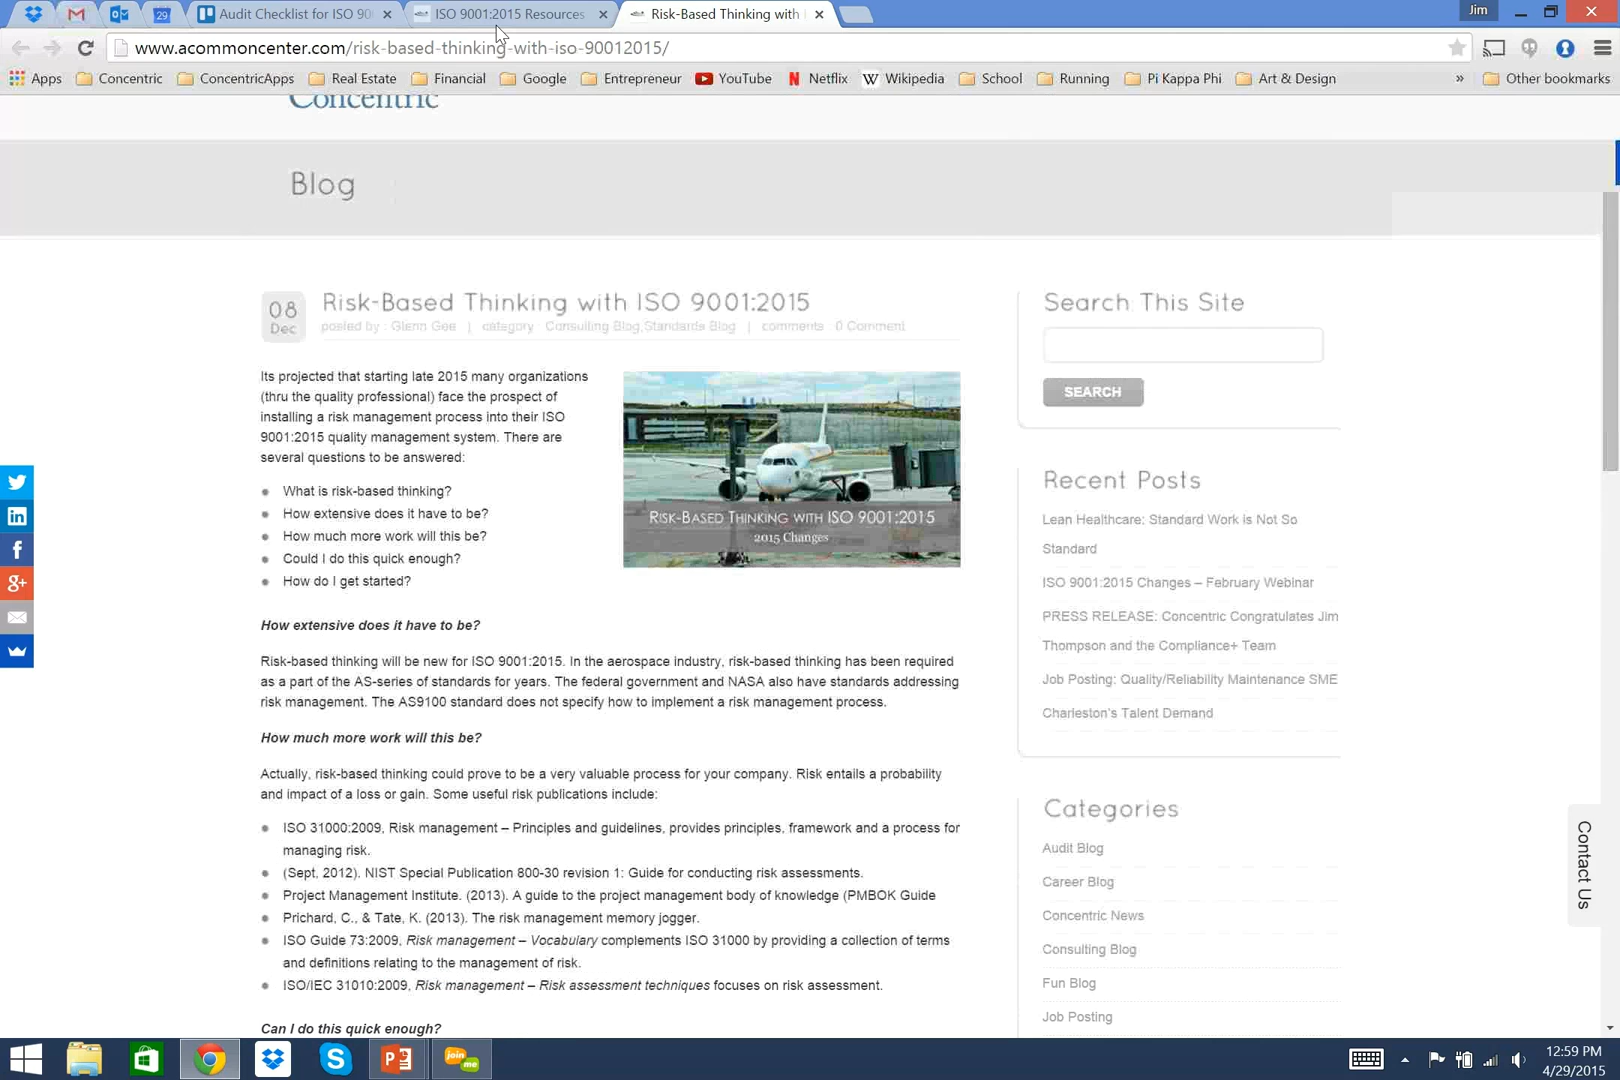 29
Audit Checklist for ISO 90
ISO 9001:2015 Resources
Risk-Based Thinking with
Jim
www.acommoncenter.com/risk-based-thinking-with-iso-90012015/
Apps
Concentric
ConcentricApps
Real Estate
Financial
Google
Entrepreneur
YouTube
Netflix
Wikipedia
School
Running
Pi Kappa Phi
Art & Design
»
Other bookmarks
Concentric
Blog
08
Dec
Risk-Based Thinking with ISO 9001:2015
posted by : Glenn Gee | category Consulting Blog,Standards Blog | comments 0 Comment
Its projected that starting late 2015 many organizations
(thru the quality professional) face the prospect of
installing a risk management process into their ISO
9001:2015 quality management system. There are
several questions to be answered:
What is risk-based thinking?
How extensive does it have to be?
How much more work will this be?
Could I do this quick enough?
How do I get started?
RISK-BASED THINKING WITH ISO 9001:2015
2015 Changes
How extensive does it have to be?
Risk-based thinking will be new for ISO 9001:2015. In the aerospace industry, risk-based thinking has been required
as a part of the AS-series of standards for years. The federal government and NASA also have standards addressing
risk management. The AS9100 standard does not specify how to implement a risk management process.
How much more work will this be?
Actually, risk-based thinking could prove to be a very valuable process for your company. Risk entails a probability
and impact of a loss or gain. Some useful risk publications include:
ISO 31000:2009, Risk management – Principles and guidelines, provides principles, framework and a process for
managing risk.
(Sept, 2012). NIST Special Publication 800-30 revision 1: Guide for conducting risk assessments.
Project Management Institute. (2013). A guide to the project management body of knowledge (PMBOK Guide
Prichard, C., & Tate, K. (2013). The risk management memory jogger.
ISO Guide 73:2009, Risk management – Vocabulary complements ISO 31000 by providing a collection of terms
and definitions relating to the management of risk.
ISO/IEC 31010:2009, Risk management – Risk assessment techniques focuses on risk assessment.
Can I do this quick enough?
Search This Site
SEARCH
Recent Posts
Lean Healthcare; Standard Work is Not So
Standard
ISO 9001:2015 Changes – February Webinar
PRESS RELEASE: Concentric Congratulates Jim
Thompson and the Compliance+ Team
Job Posting: Quality/Reliability Maintenance SME
Charleston's Talent Demand
Categories
Audit Blog
Career Blog
Concentric News
Consulting Blog
Fun Blog
Job Posting
Contact Us
join
me
12:59 PM
4/29/2015